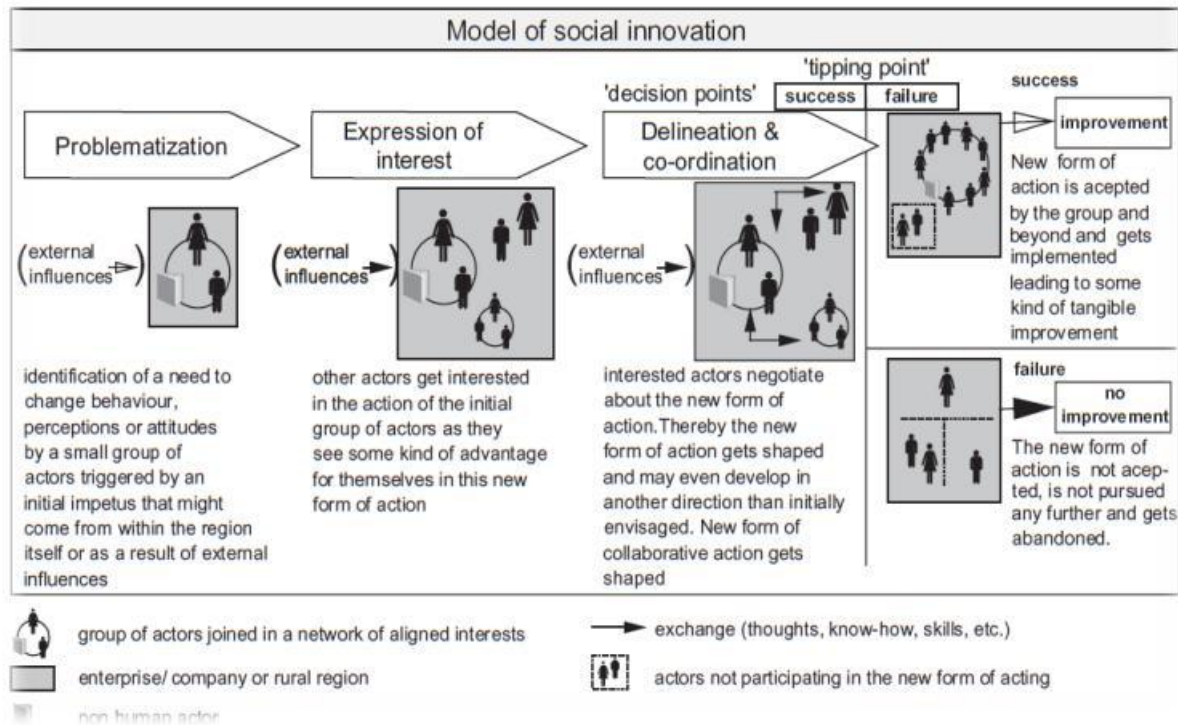 Model of social innovation
'tipping point'
'decision points'
success
failure
Problematization
Expression of
interest
Delineation &
co-ordination
(external
influences)
(external
influences)
(external
influences)
success
improvement
New form of
action is acepted
by the group and
beyond and gets
implemented
leading to some
kind of tangible
improvement
failure
no
improvement
The new form of
action is not acep-
ted, is not pursued
any further and gets
abandoned.
identification of a need to
change behaviour,
perceptions or attitudes
by a small group of
actors triggered by an
initial impetus that might
come from within the region
itself or as a result of external
influences
other actors get interested
in the action of the initial
group of actors as they
see some kind of advantage
for themselves in this new
form of action
interested actors negotiate
about the new form of
action.Thereby the new
form of action gets shaped
and may even develop in
another direction than initially
envisaged. New form of
collaborative action gets
shaped
group of actors joined in a network of aligned interests
exchange (thoughts, know-how, skills, etc.)
enterprise/ company or rural region
actors not participating in the new form of acting
non human actor